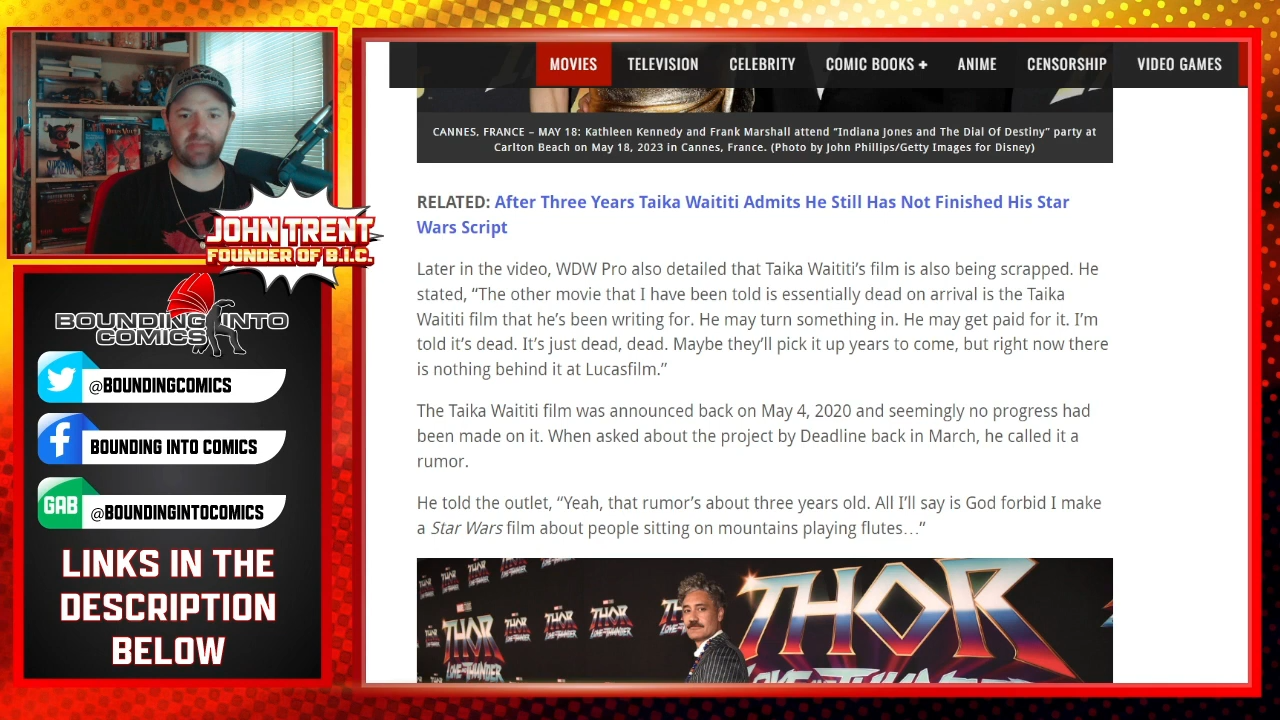 MOVIES
TELEVISION
CELEBRITY
COMIC BOOKS +
ANIME
CENSORSHIP
VIDEO GAMES
CANNES, FRANCE – MAY 18: Kathleen Kennedy and Frank Marshall attend "Indiana Jones and The Dial Of Destiny" party at
Carlton Beach on May 18, 2023 in Cannes, France. (Photo by John Phillips/Getty Images for Disney)
RELATED: After Three Years Taika Waititi Admits He Still Has Not Finished His Star
Wars Script
Later in the video, WDW Pro also detailed that Taika Waititi’s film is also being scrapped. He
stated, “The other movie that I have been told is essentially dead on arrival is the Taika
Waititi film that he’s been writing for. He may turn something in. He may get paid for it. I’m
told it’s dead. It’s just dead, dead. Maybe they’ll pick it up years to come, but right now there
is nothing behind it at Lucasfilm.”
The Taika Waititi film was announced back on May 4, 2020 and seemingly no progress had
been made on it. When asked about the project by Deadline back in March, he called it a
rumor.
He told the outlet, “Yeah, that rumor’s about three years old. All I’ll say is God forbid I make
a Star Wars film about people sitting on mountains playing flutes…”
THOR
LOVE AND THUNDER
THOR
JOHN TRENT
FOUNDER OF B.I.C.
BOUNDING INTO
COMICS
@BOUNDINGCOMICS
BOUNDING INTO COMICS
GAB
@BOUNDINGINTOCOMICS
LINKS IN THE
DESCRIPTION
BELOW